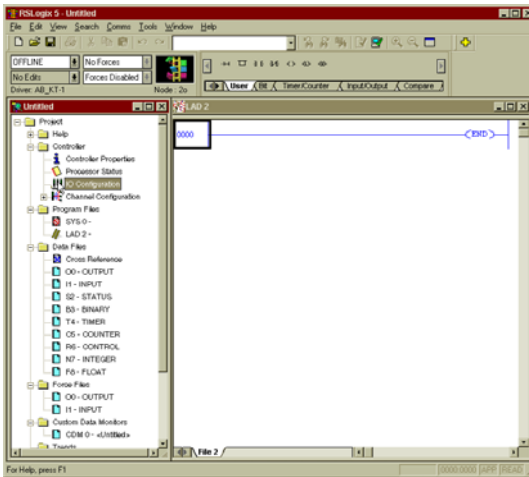 RSLogix 5 - Untitled
File Edit View Search Comms Tools Window Help
OFFLINE No Forces
No Edits Forces Disabled
Driver: AB_KT-1 Node: 2o
User Bit Timer/Counter Input/Output Compare
Untitled
Project
Help
Controller
Controller Properties
Processor Status
IO Configuration
Channel Configuration
Program Files
SYS 0 -
LAD 2 -
Data Files
Cross Reference
O0 - OUTPUT
I1 - INPUT
S2 - STATUS
B3 - BINARY
T4 - TIMER
C5 - COUNTER
R6 - CONTROL
N7 - INTEGER
F8 - FLOAT
Force Files
O0 - OUTPUT
I1 - INPUT
Custom Data Monitors
CDM 0 - <Untitled>
Trends
LAD 2
0000
END
File 2
For Help, press F1
0000:0000 APP READ